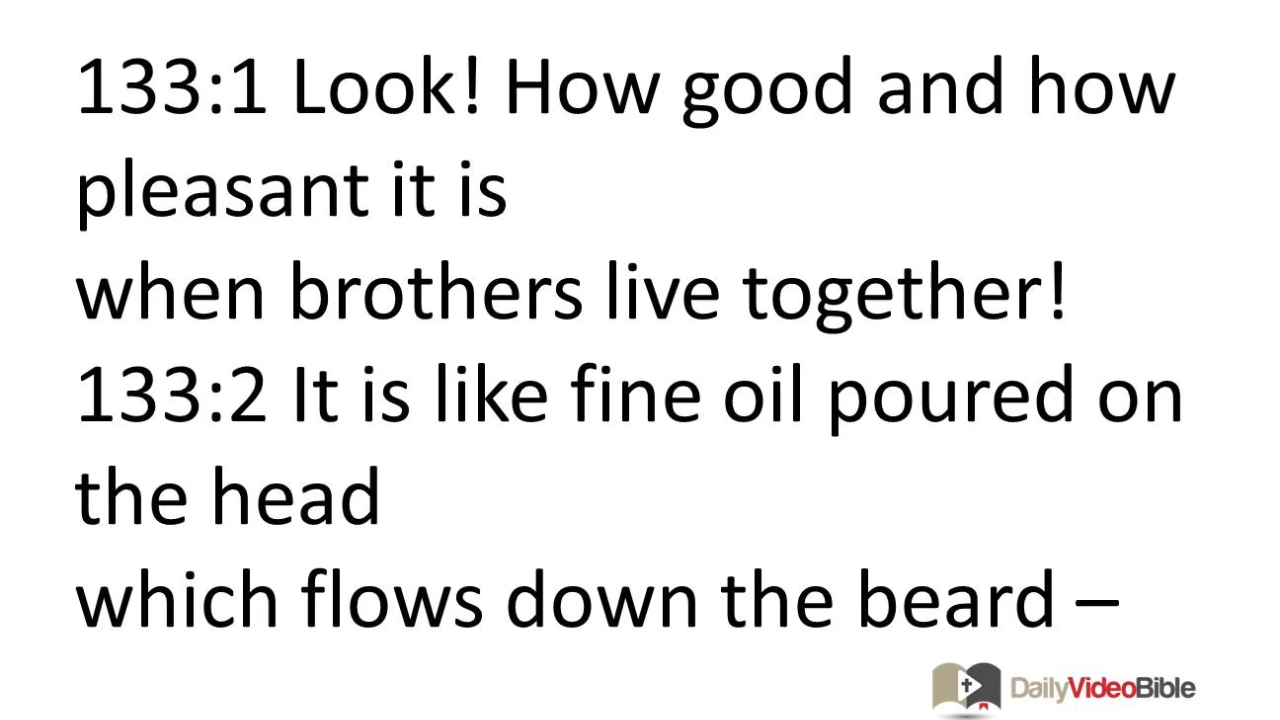 133:1 Look! How good and how
pleasant it is
when brothers live together!
133:2 It is like fine oil poured on
the head
which flows down the beard –
DailyVideoBible